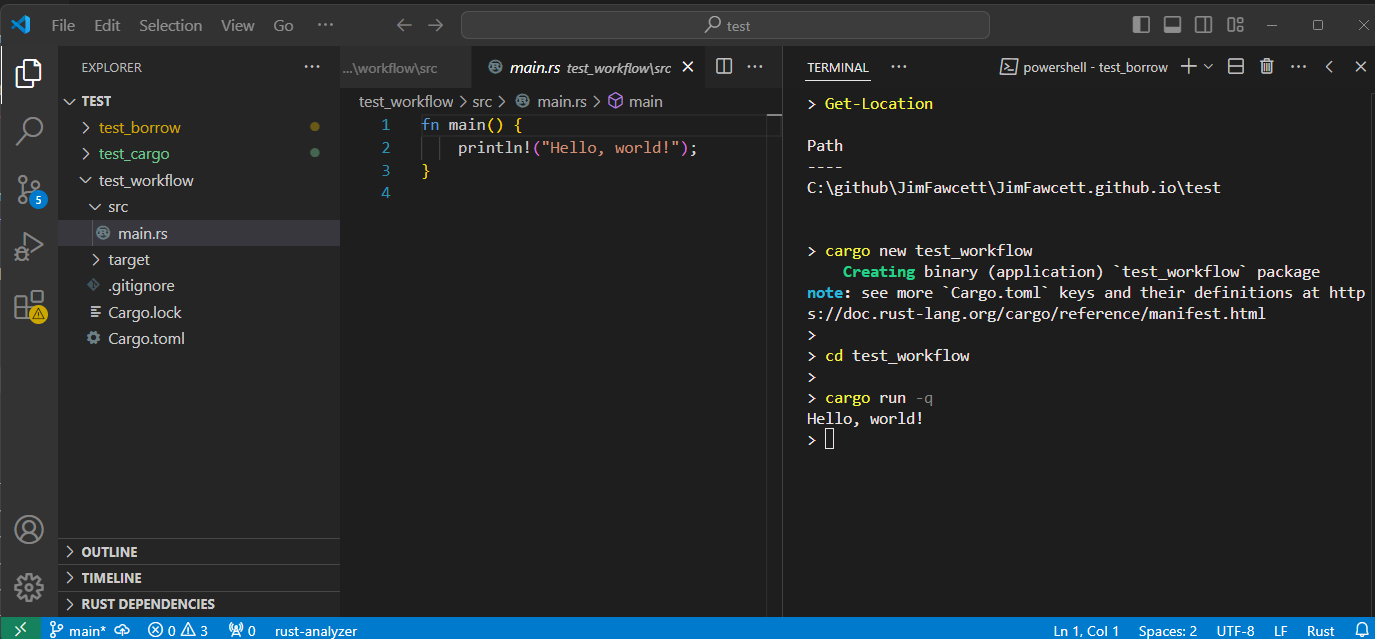 File Edit Selection View Go ···
test
EXPLORER ···
TEST
test_borrow
test_cargo
test_workflow
src
main.rs
target
.gitignore
Cargo.lock
Cargo.toml
OUTLINE
TIMELINE
RUST DEPENDENCIES
5
...\workflow\src
main.rs test_workflow\src
test_workflow > src > main.rs > main
1 fn main() {
2     println!("Hello, world!");
3 }
4
TERMINAL ···
powershell - test_borrow
> Get-Location
Path
----
C:\github\JimFawcett\JimFawcett.github.io\test
> cargo new test_workflow
    Creating binary (application) `test_workflow` package
note: see more `Cargo.toml` keys and their definitions at http
s://doc.rust-lang.org/cargo/reference/manifest.html
>
> cd test_workflow
>
> cargo run -q
Hello, world!
>
main* 0 3 0 rust-analyzer
Ln 1, Col 1 Spaces: 2 UTF-8 LF Rust